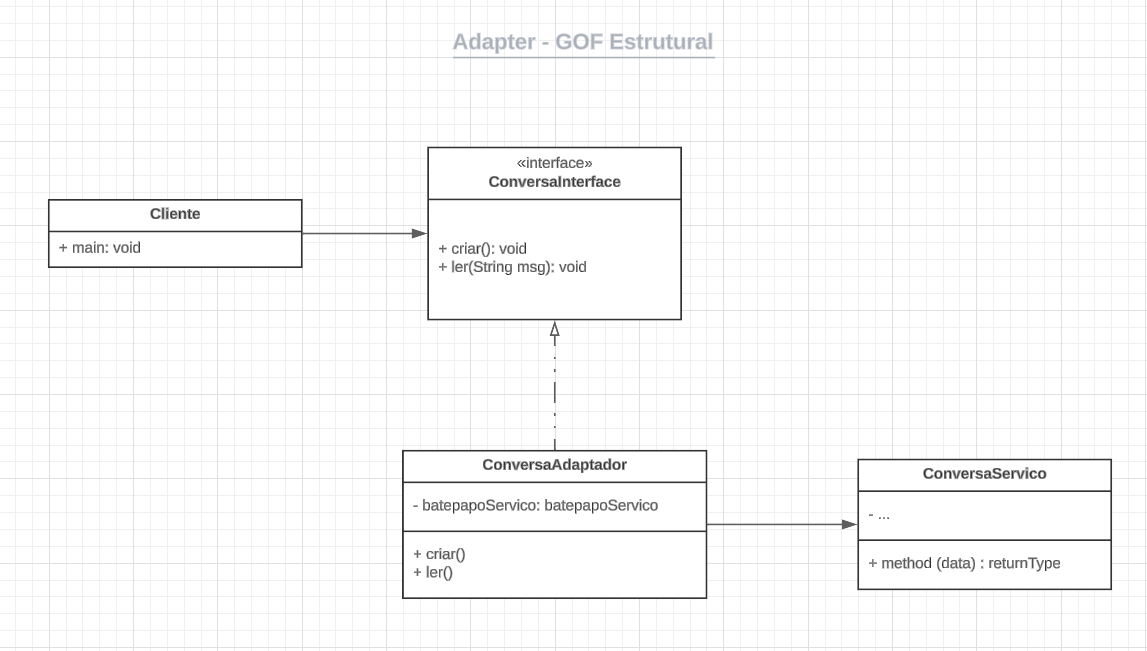 Adapter - GOF Estrutural
«interface»
ConversaInterface
+ criar(): void
+ ler(String msg): void
Cliente
+ main: void
ConversaAdaptador
- batepapoServico: batepapoServico
+ criar()
+ ler()
ConversaServico
- ...
+ method (data) : returnType